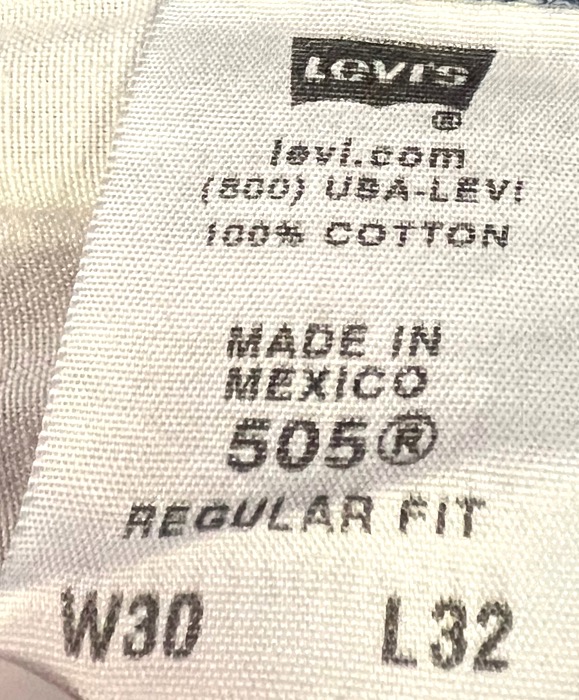 Levi's
®
levi.com
(800) USA-LEVI
100% COTTON
MADE IN
MEXICO
505®
REGULAR FIT
W30 L32